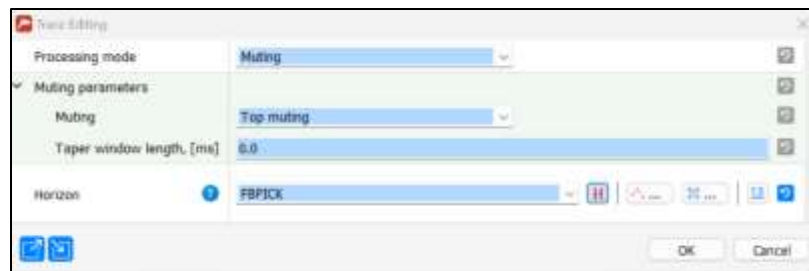 Trace Editing
Processing mode Muting
Muting parameters
Muting Top muting
Taper window length, [ms] 0.0
Horizon ? FBPICK
OK Cancel